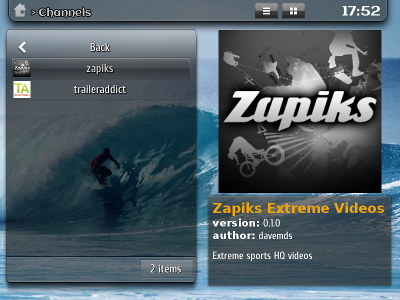 > Channels
17:52
Back
zapiks
traileraddict
2 items
Zapiks
Zapiks Extreme Videos
version: 0.1.0
author: davemds
Extreme sports HQ videos
Zapiks
TA